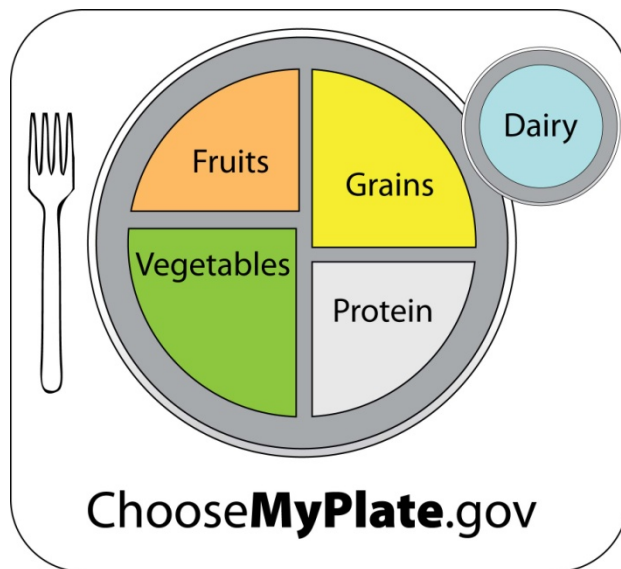 Fruits
Grains
Dairy
Vegetables
Protein
ChooseMyPlate.gov